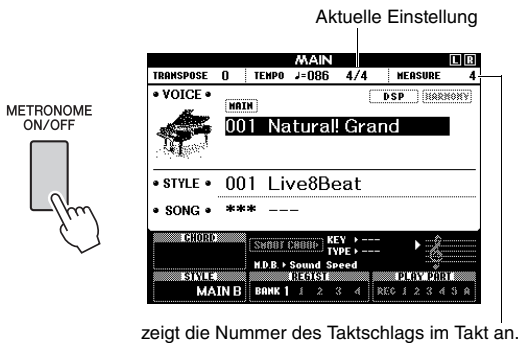 Aktuelle Einstellung
MAIN L R
TRANSPOSE 0 TEMPO ♩=086 4/4 MEASURE 4
• VOICE • DSP HARMONY
MAIN
001 Natural! Grand
METRONOME
ON/OFF
• STYLE • 001 Live8Beat
• SONG • *** ---
CHORD SMART CHORD KEY ▸ ---
TYPE ▸ ---
M.D.B. ▸ Sound Speed
STYLE REGIST PLAY PART
MAIN B BANK 1 1 2 3 4 REG 1 2 3 4 5 A
zeigt die Nummer des Taktschlags im Takt an.